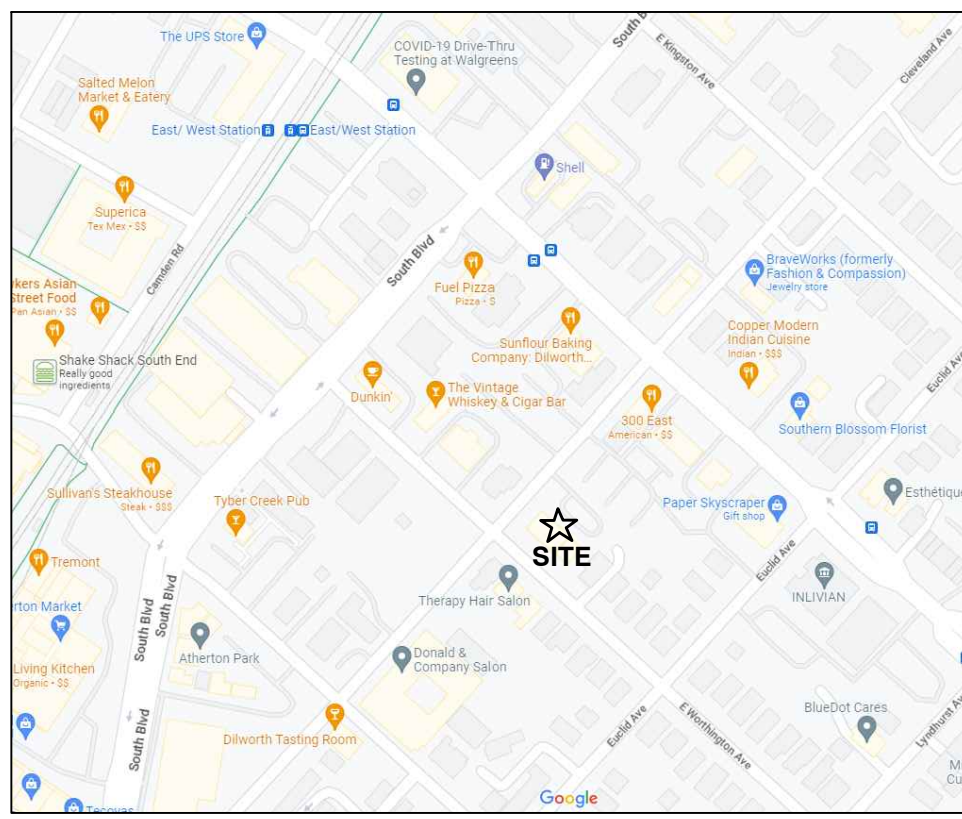 The UPS Store
South B
E Kingston Ave
Cleveland Ave
COVID-19 Drive-Thru
Testing at Walgreens
Salted Melon
Market & Eatery
East/ West Station
East/West Station
Shell
Superica
Tex Mex • $$
Camden Rd
South Blvd
BraveWorks (formerly
Fashion & Compassion)
Jewelry store
kers Asian
Street Food
Pan Asian • $$
Fuel Pizza
Pizza • $
Sunflour Baking
Company: Dilworth...
Copper Modern
Indian Cuisine
Indian • $$$
Shake Shack South End
Really good
ingredients
Dunkin'
The Vintage
Whiskey & Cigar Bar
Euclid Ave
300 East
American • $$
Southern Blossom Florist
Sullivan's Steakhouse
Steak • $$$
Tyber Creek Pub
Paper Skyscraper
Gift shop
Esthétique
SITE
Tremont
Euclid Ave
INLIVIAN
Therapy Hair Salon
rton Market
South Blvd
South Blvd
Atherton Park
Donald &
Company Salon
Living Kitchen
Organic • $$
BlueDot Cares
Lyndhurst Av
Euclid Ave
E Worthington Ave
South Blvd
Dilworth Tasting Room
Mi
Cu
Google
Tecovas